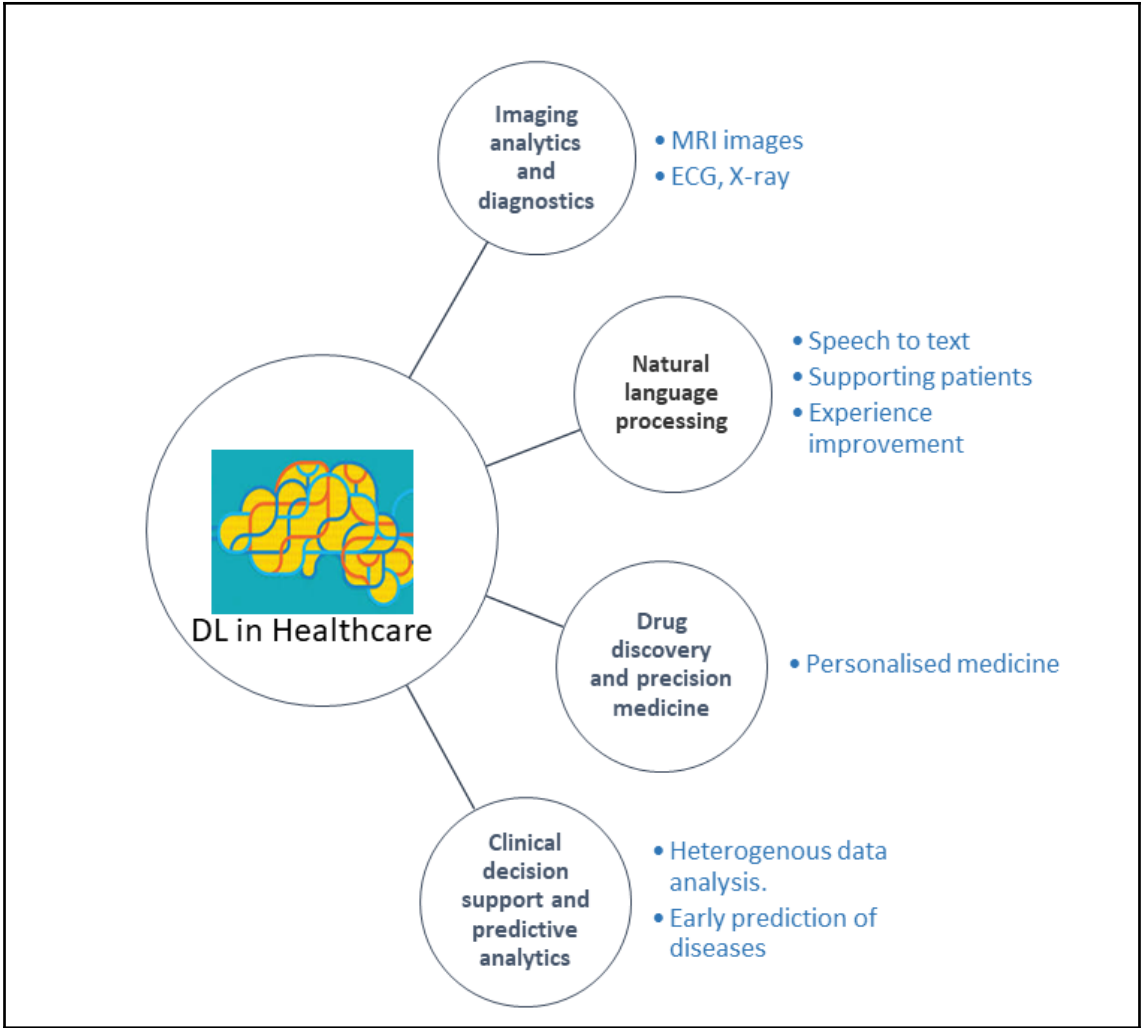 Imaging
analytics
and
diagnostics
• MRI images
• ECG, X-ray
Natural
language
processing
• Speech to text
• Supporting patients
• Experience
improvement
DL in Healthcare
Drug
discovery
and precision
medicine
• Personalised medicine
Clinical
decision
support and
predictive
analytics
• Heterogenous data
analysis.
• Early prediction of
diseases